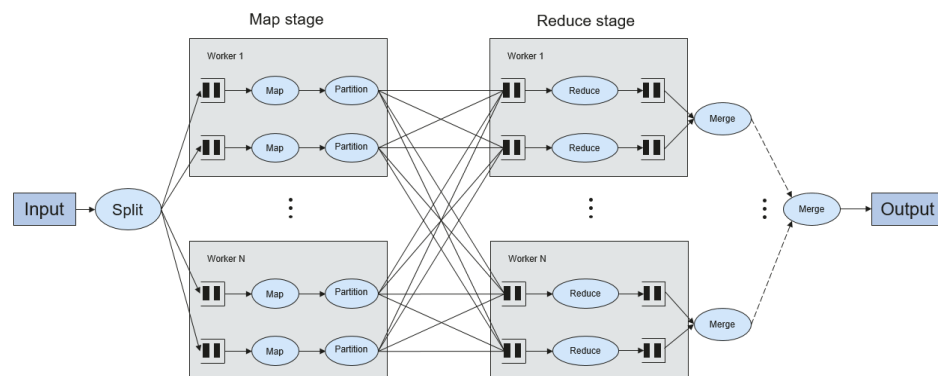 Map stage
Reduce stage
Worker 1
Map
Partition
Map
Partition
Worker 1
Reduce
Reduce
Merge
Input
Split
Merge
Output
Worker N
Map
Partition
Map
Partition
Worker N
Reduce
Reduce
Merge